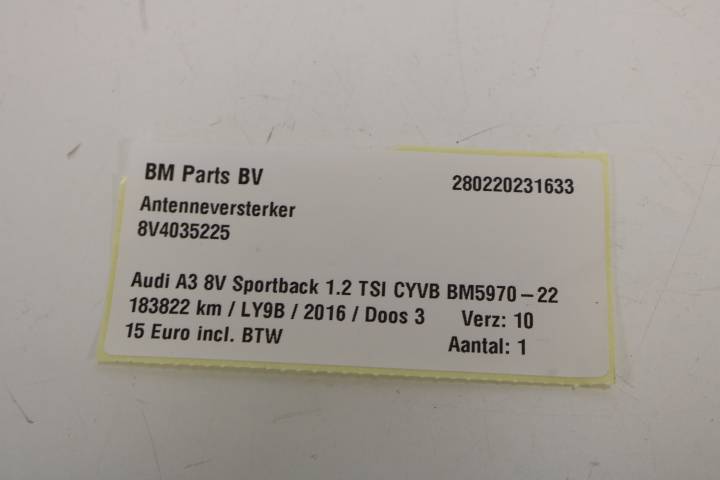 BM Parts BV 280220231633
Antenneversterker
8V4035225
Audi A3 8V Sportback 1.2 TSI CYVB BM5970-22
183822 km / LY9B / 2016 / Doos 3 Verz: 10
15 Euro incl. BTW Aantal: 1